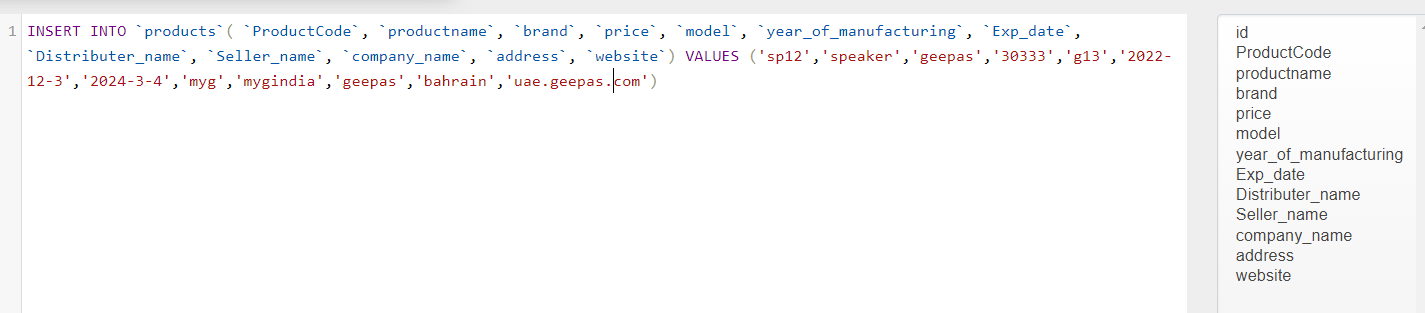 1 INSERT INTO `products`( `ProductCode`, `productname`, `brand`, `price`, `model`, `year_of_manufacturing`, `Exp_date`,
`Distributer_name`, `Seller_name`, `company_name`, `address`, `website`) VALUES ('sp12','speaker','geepas','30333','g13','2022-
12-3','2024-3-4','myg','mygindia','geepas','bahrain','uae.geepas.com')
id
ProductCode
productname
brand
price
model
year_of_manufacturing
Exp_date
Distributer_name
Seller_name
company_name
address
website